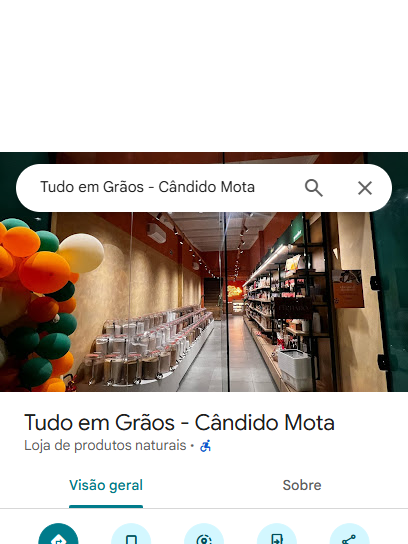 Tudo em Grãos - Cândido Mota
Tudo em Grãos - Cândido Mota
Loja de produtos naturais ·
Visão geral
Sobre